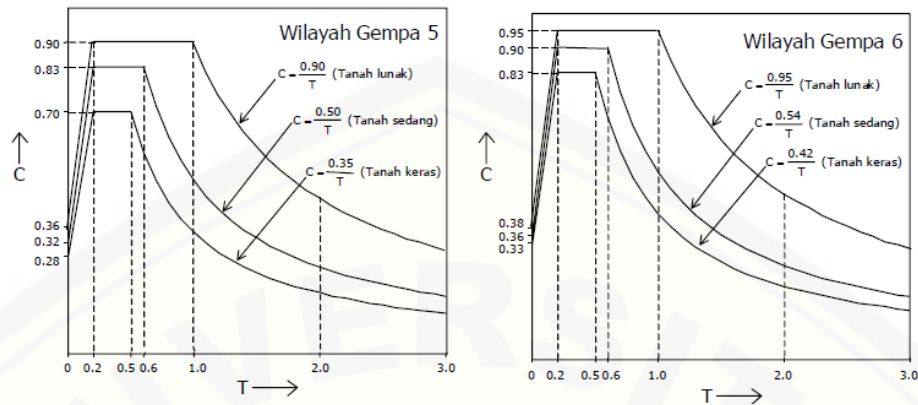 Wilayah Gempa 5
0.90
0.83
0.70
C
0.36
0.32
0.28
C = 0.90/T (Tanah lunak)
C = 0.50/T (Tanah sedang)
C = 0.35/T (Tanah keras)
0 0.2 0.5 0.6 1.0 2.0 3.0
T
Wilayah Gempa 6
0.95
0.90
0.83
C
0.38
0.36
0.33
C = 0.95/T (Tanah lunak)
C = 0.54/T (Tanah sedang)
C = 0.42/T (Tanah keras)
0 0.2 0.5 0.6 1.0 2.0 3.0
T